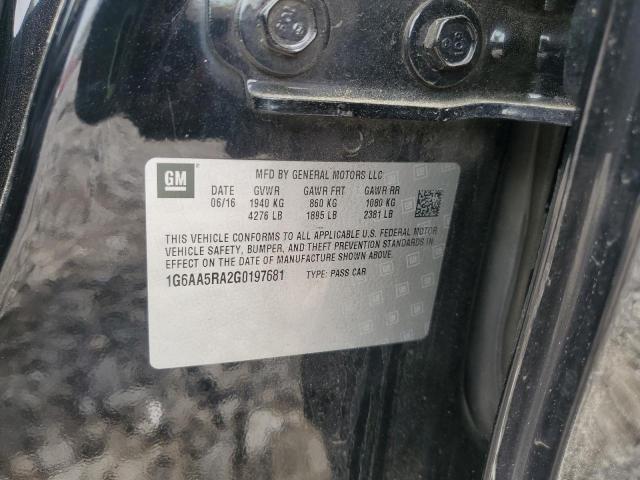 GM
MFD BY GENERAL MOTORS LLC
DATE GVWR GAWR FRT GAWR RR
06/16 1940 KG 860 KG 1080 KG
4276 LB 1895 LB 2381 LB
THIS VEHICLE CONFORMS TO ALL APPLICABLE U.S. FEDERAL MOTOR
VEHICLE SAFETY, BUMPER, AND THEFT PREVENTION STANDARDS IN
EFFECT ON THE DATE OF MANUFACTURE SHOWN ABOVE.
1G6AA5RA2G0197681 TYPE: PASS CAR